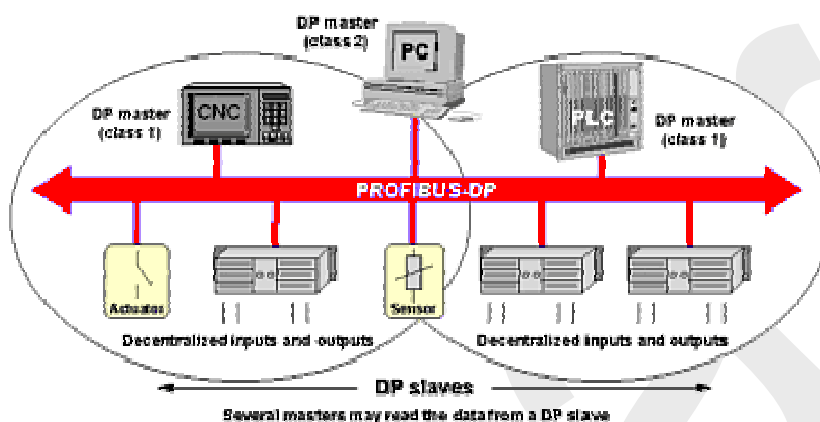 DP master
(class 2)
PC
DP master
(class 1)
CNC
PLC
DP master
(class 1)
PROFIBUS-DP
Actuator
Sensor
Decentralized inputs and outputs
Decentralized inputs and outputs
DP slaves
Several masters may read the data from a DP slave